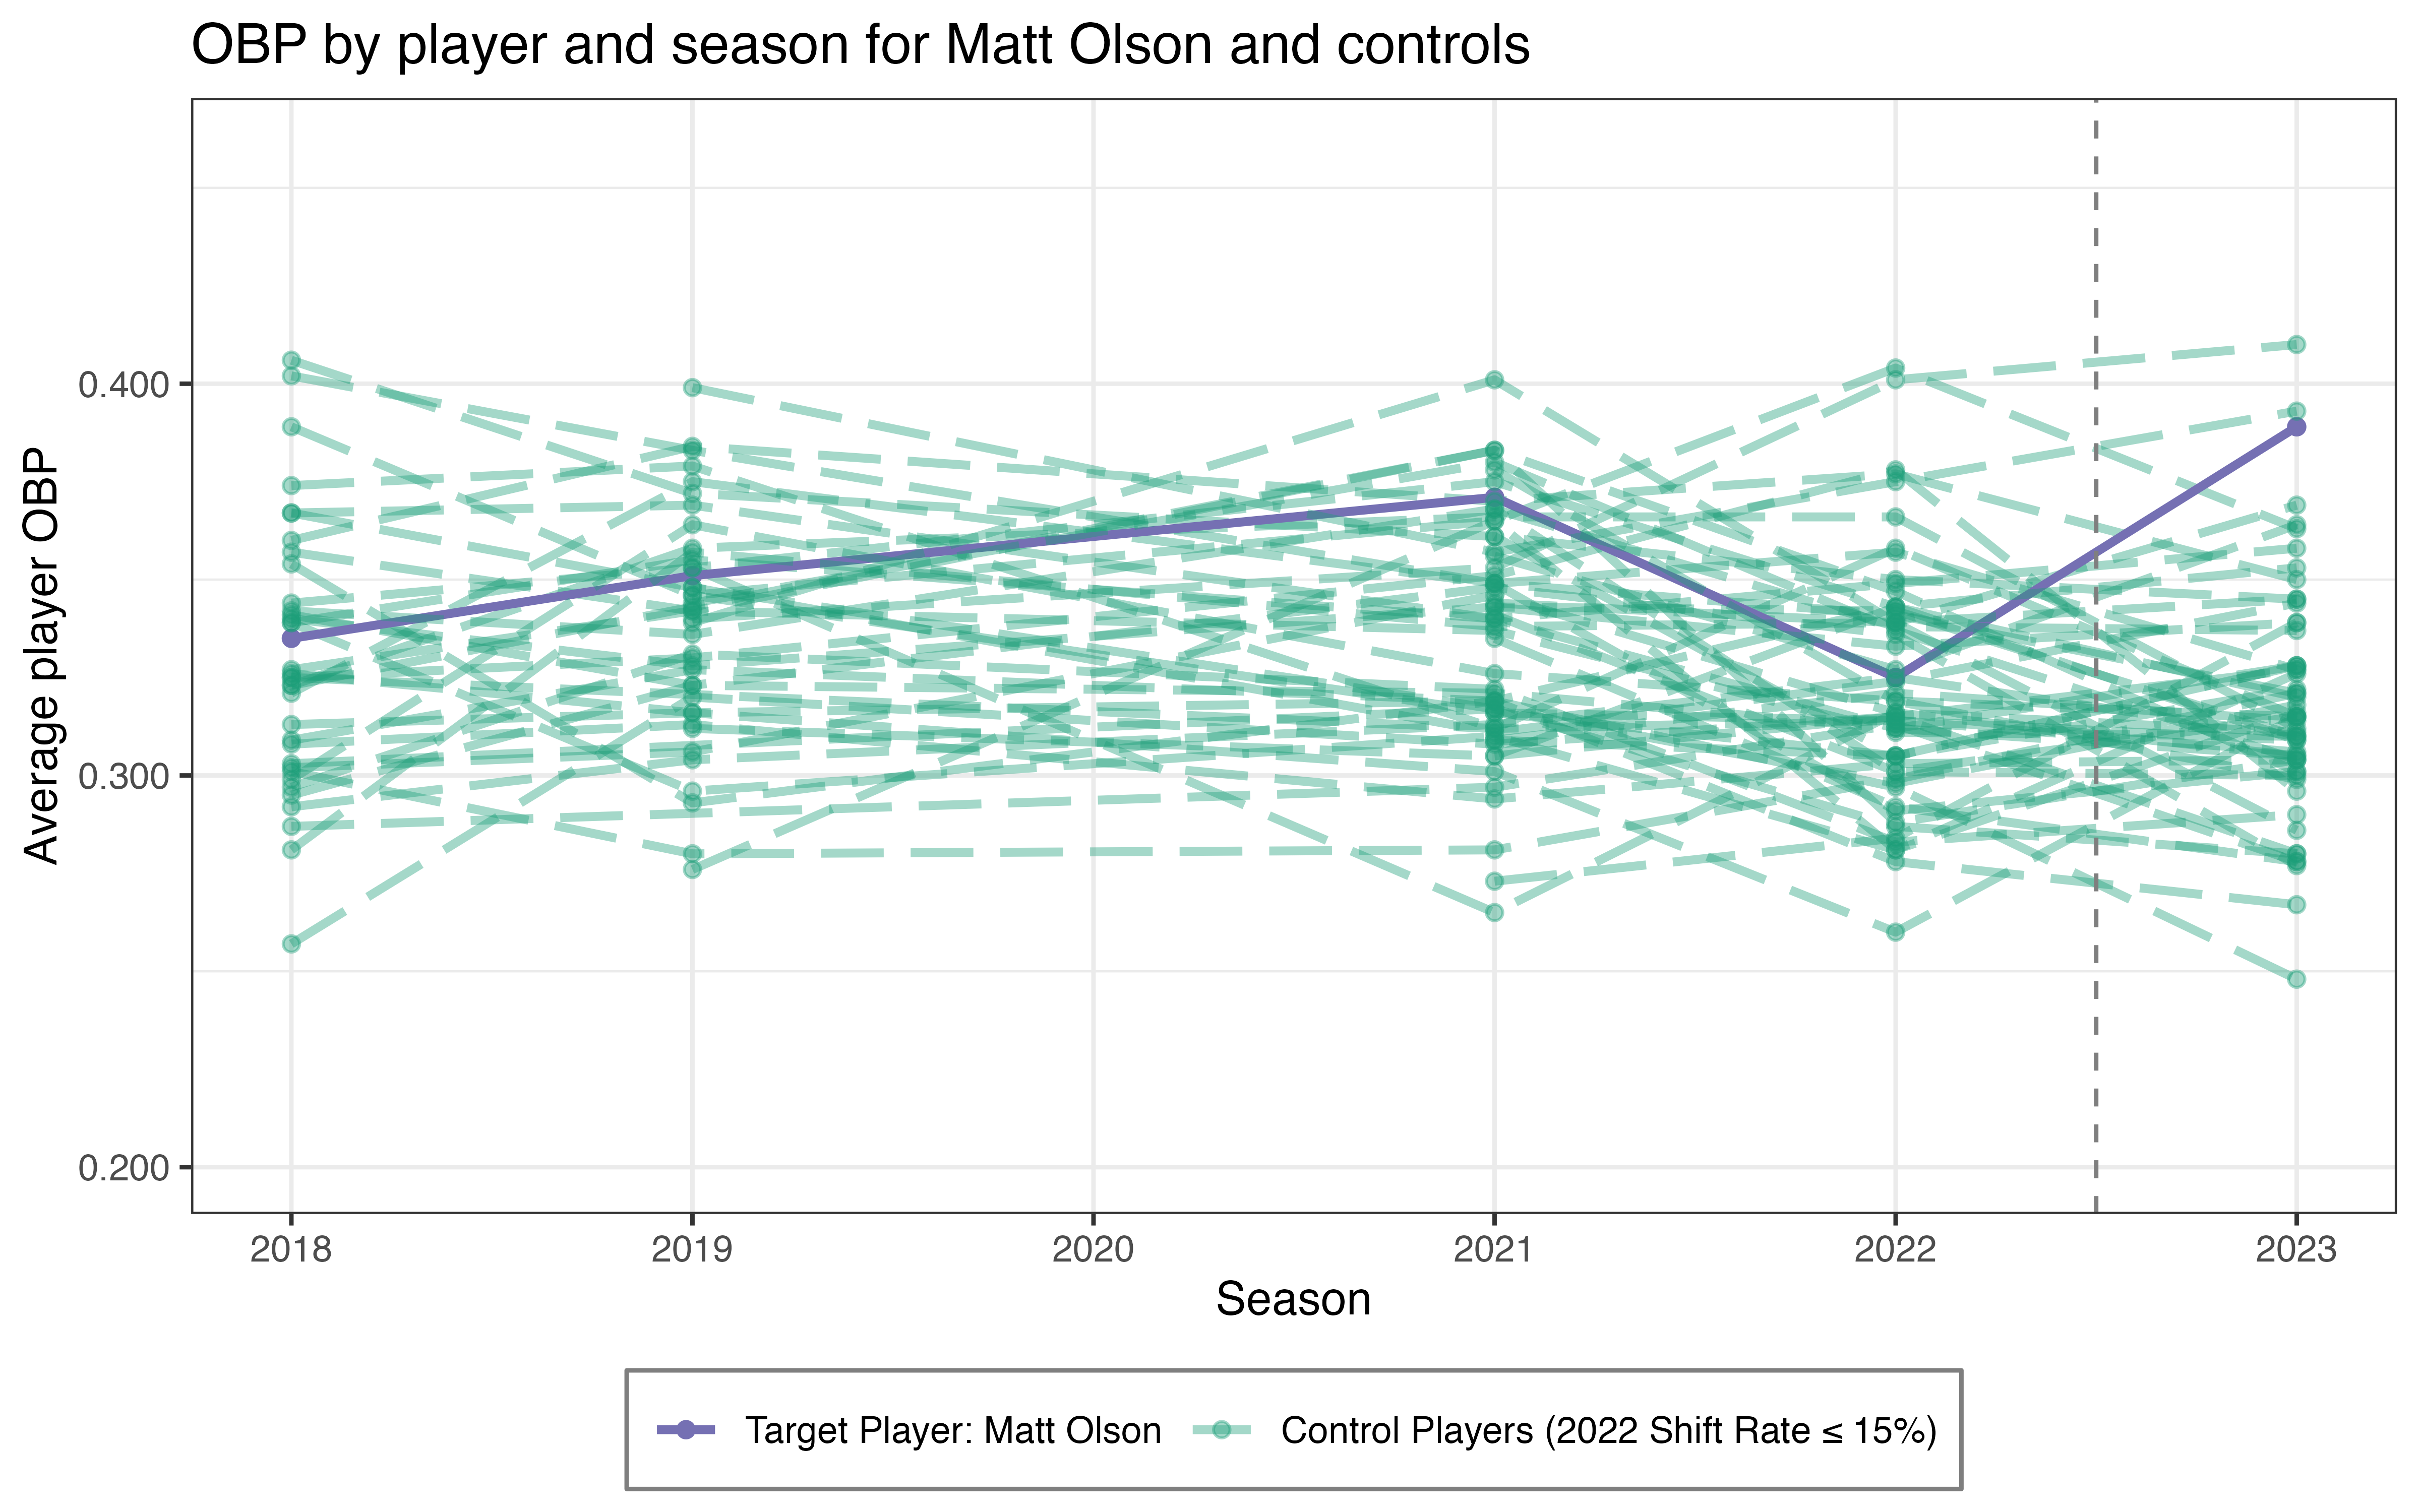 OBP by player and season for Matt Olson and controls
Average player OBP
0.400
0.300
0.200
2018 2019 2020 2021 2022 2023
Season
Target Player: Matt Olson Control Players (2022 Shift Rate ≤ 15%)